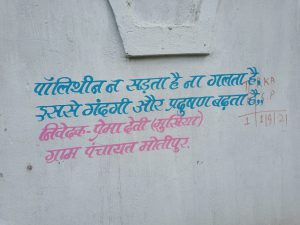 पॉलिथीन न सड़ता है ना गलता है,
इससे गंदगी और प्रदुषण बढ़ता है,,
निवेदक- प्रेमा देवी (मुखिया)
ग्राम पंचायत मोतीपुर.